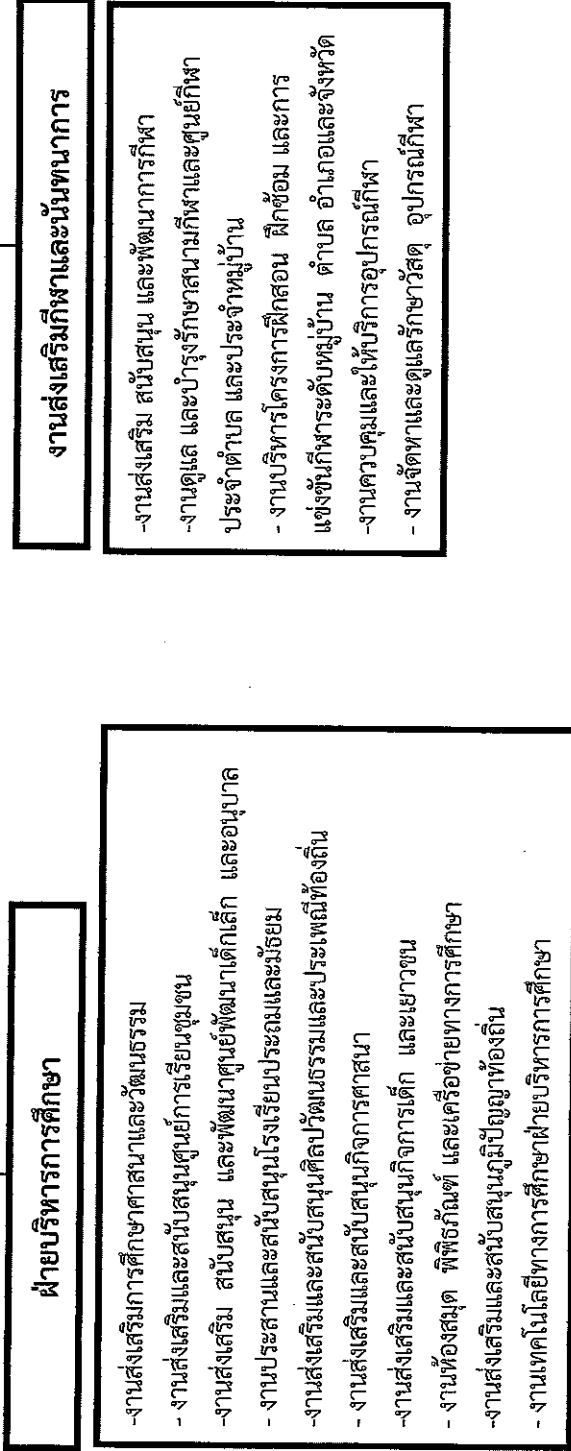 ฝ่ายบริหารการศึกษา
-งานส่งเสริมการศึกษาศาสนาและวัฒนธรรม
- งานส่งเสริมและสนับสนุนศูนย์การเรียนชุมชน
-งานส่งเสริม สนับสนุน และพัฒนาศูนย์พัฒนาเด็กเล็ก และอนุบาล
- งานประสานและสนับสนุนโรงเรียนประถมและมัธยม
-งานส่งเสริมและสนับสนุนศิลปวัฒนธรรมและประเพณีท้องถิ่น
- งานส่งเสริมและสนับสนุนกิจการศาสนา
-งานส่งเสริมและสนับสนุนกิจการเด็ก และเยาวชน
- งานห้องสมุด พิพิธภัณฑ์ และเครือข่ายทางการศึกษา
-งานส่งเสริมและสนับสนุนภูมิปัญญาท้องถิ่น
- งานเทคโนโลยีทางการศึกษาฝ่ายบริหารการศึกษา
งานส่งเสริมกีฬาและนันทนาการ
-งานส่งเสริม สนับสนุน และพัฒนาการกีฬา
-งานดูแล และบำรุงรักษาสนามกีฬาและศูนย์กีฬา
ประจำตำบล และประจำหมู่บ้าน
- งานบริหารโครงการฝึกสอน ฝึกซ้อม และการ
แข่งขันกีฬาระดับหมู่บ้าน ตำบล อำเภอและจังหวัด
-งานควบคุมและให้บริการอุปกรณ์กีฬา
- งานจัดหาและดูแลรักษาวัสดุ อุปกรณ์กีฬา